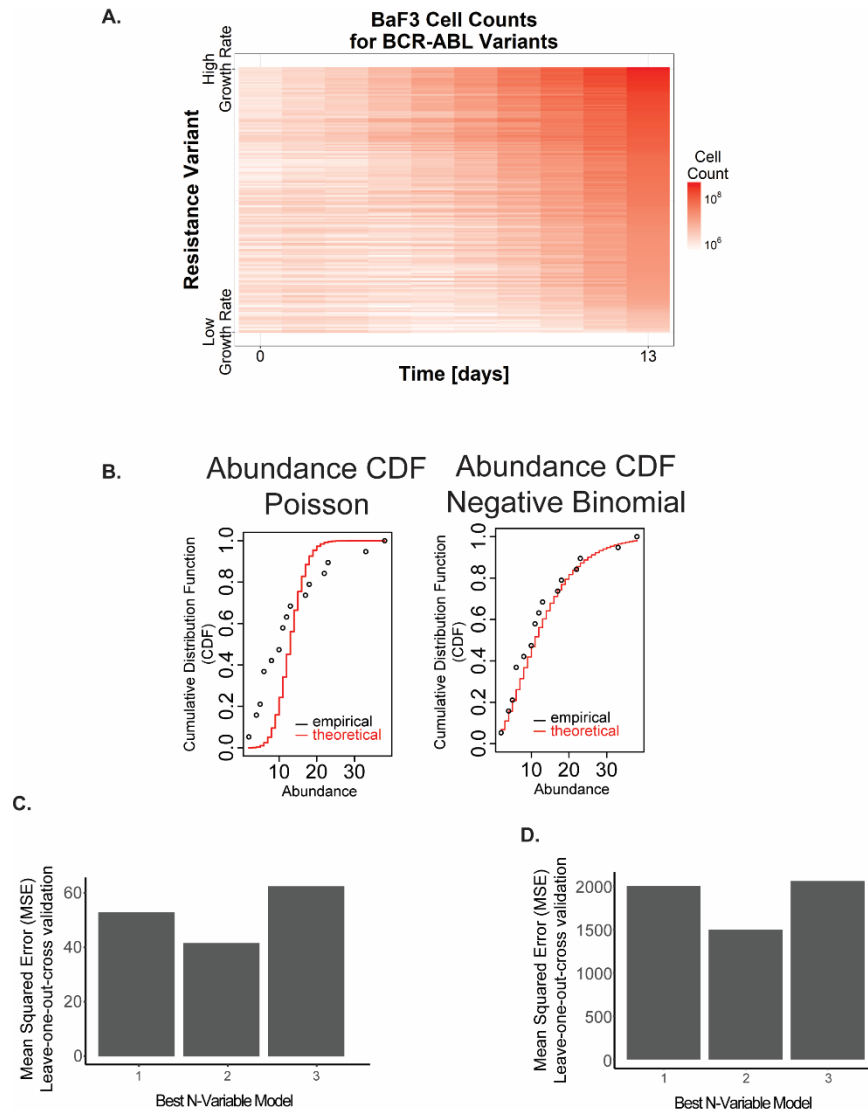 A.
BaF3 Cell Counts
for BCR-ABL Variants
High
Growth Rate
Resistance Variant
Low
Growth Rate
0
13
Time [days]
Cell
Count
10^8
10^6
B.
Abundance CDF
Poisson
Cumulative Distribution Function
(CDF)
0.0 0.2 0.4 0.6 0.8 1.0
empirical
theoretical
10 20 30
Abundance
Abundance CDF
Negative Binomial
Cumulative Distribution Function
(CDF)
0.0 0.2 0.4 0.6 0.8 1.0
empirical
theoretical
10 20 30
Abundance
C.
Mean Squared Error (MSE)
Leave-one-out-cross validation
60
40
20
0
1 2 3
Best N-Variable Model
D.
Mean Squared Error (MSE)
Leave-one-out-cross validation
2000
1500
1000
500
0
1 2 3
Best N-Variable Model